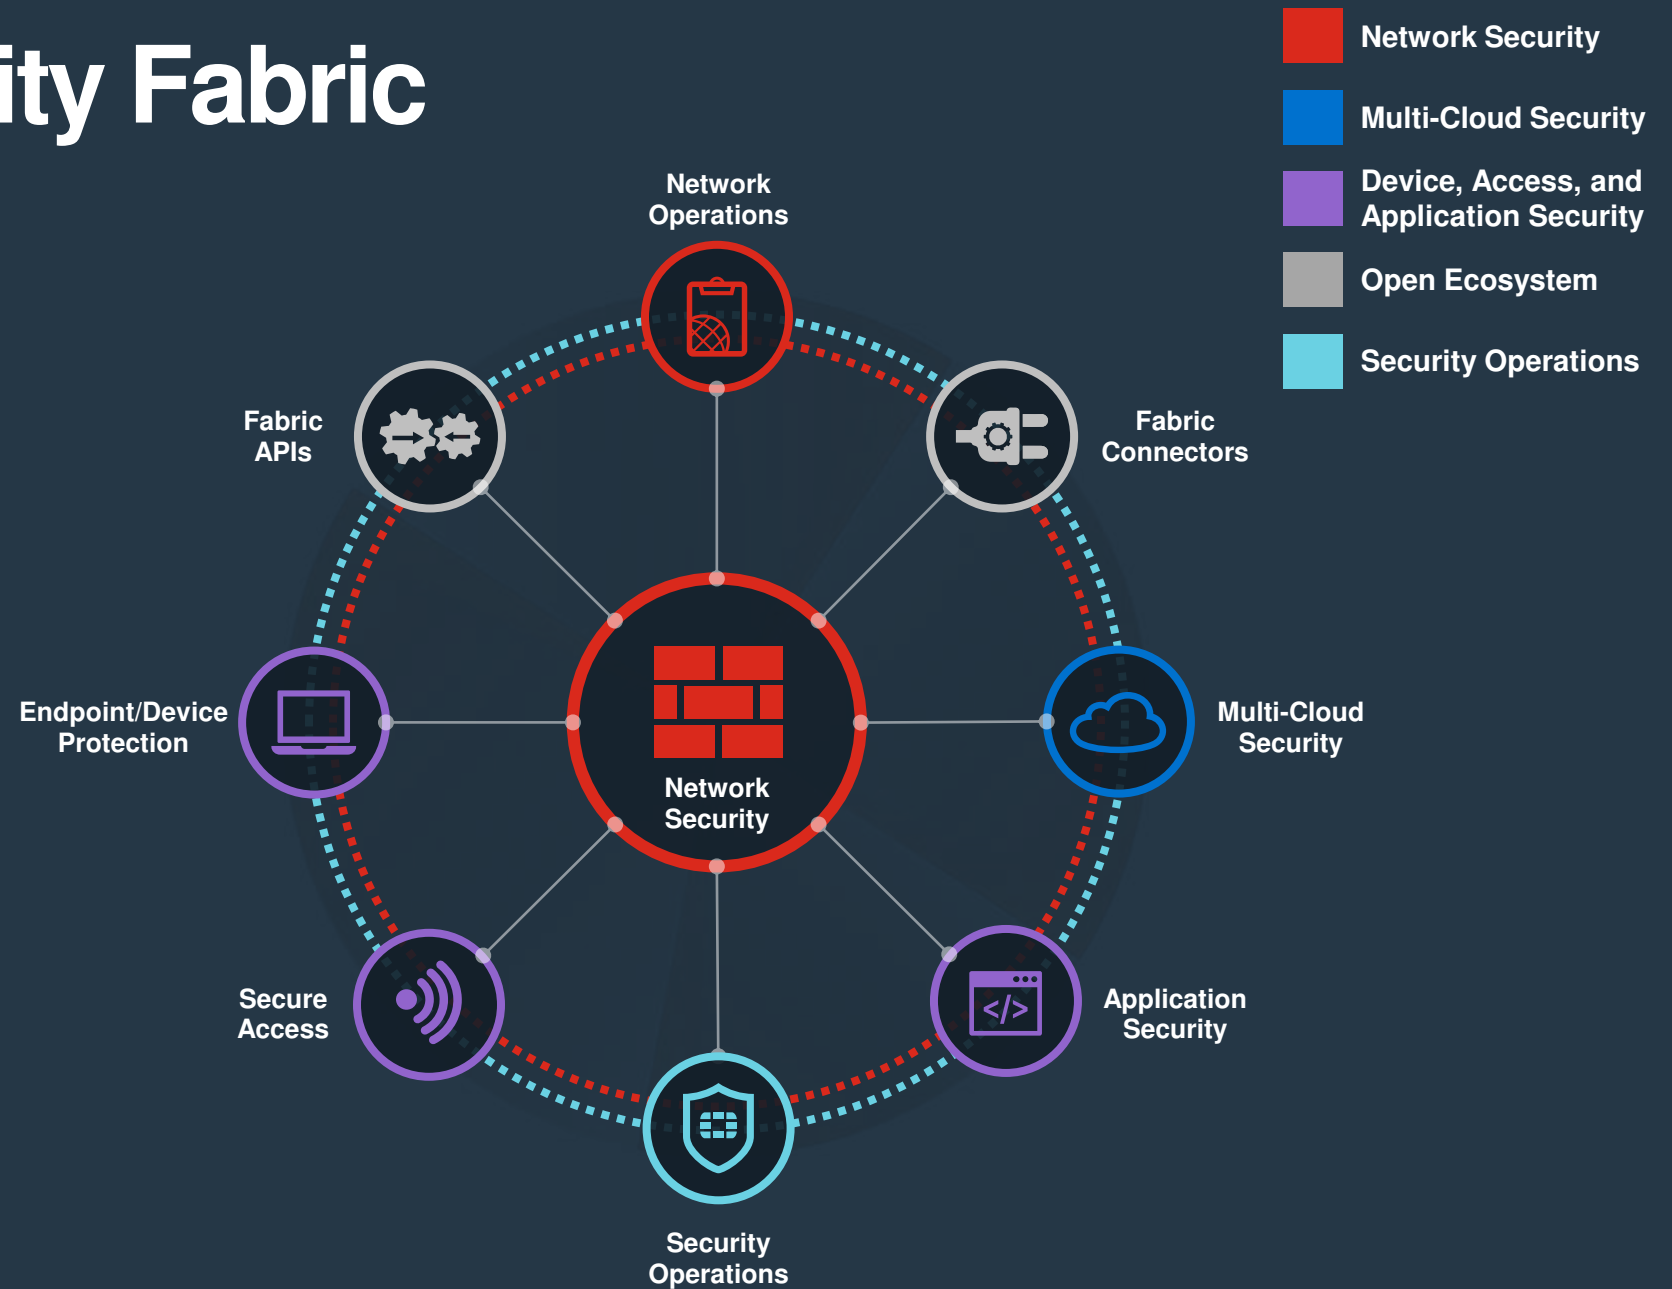 ity Fabric
Network Security
Multi-Cloud Security
Device, Access, and
Application Security
Open Ecosystem
Security Operations
Network
Operations
Fabric
APIs
Fabric
Connectors
Endpoint/Device
Protection
Network
Security
Multi-Cloud
Security
Secure
Access
</>
Application
Security
Security
Operations